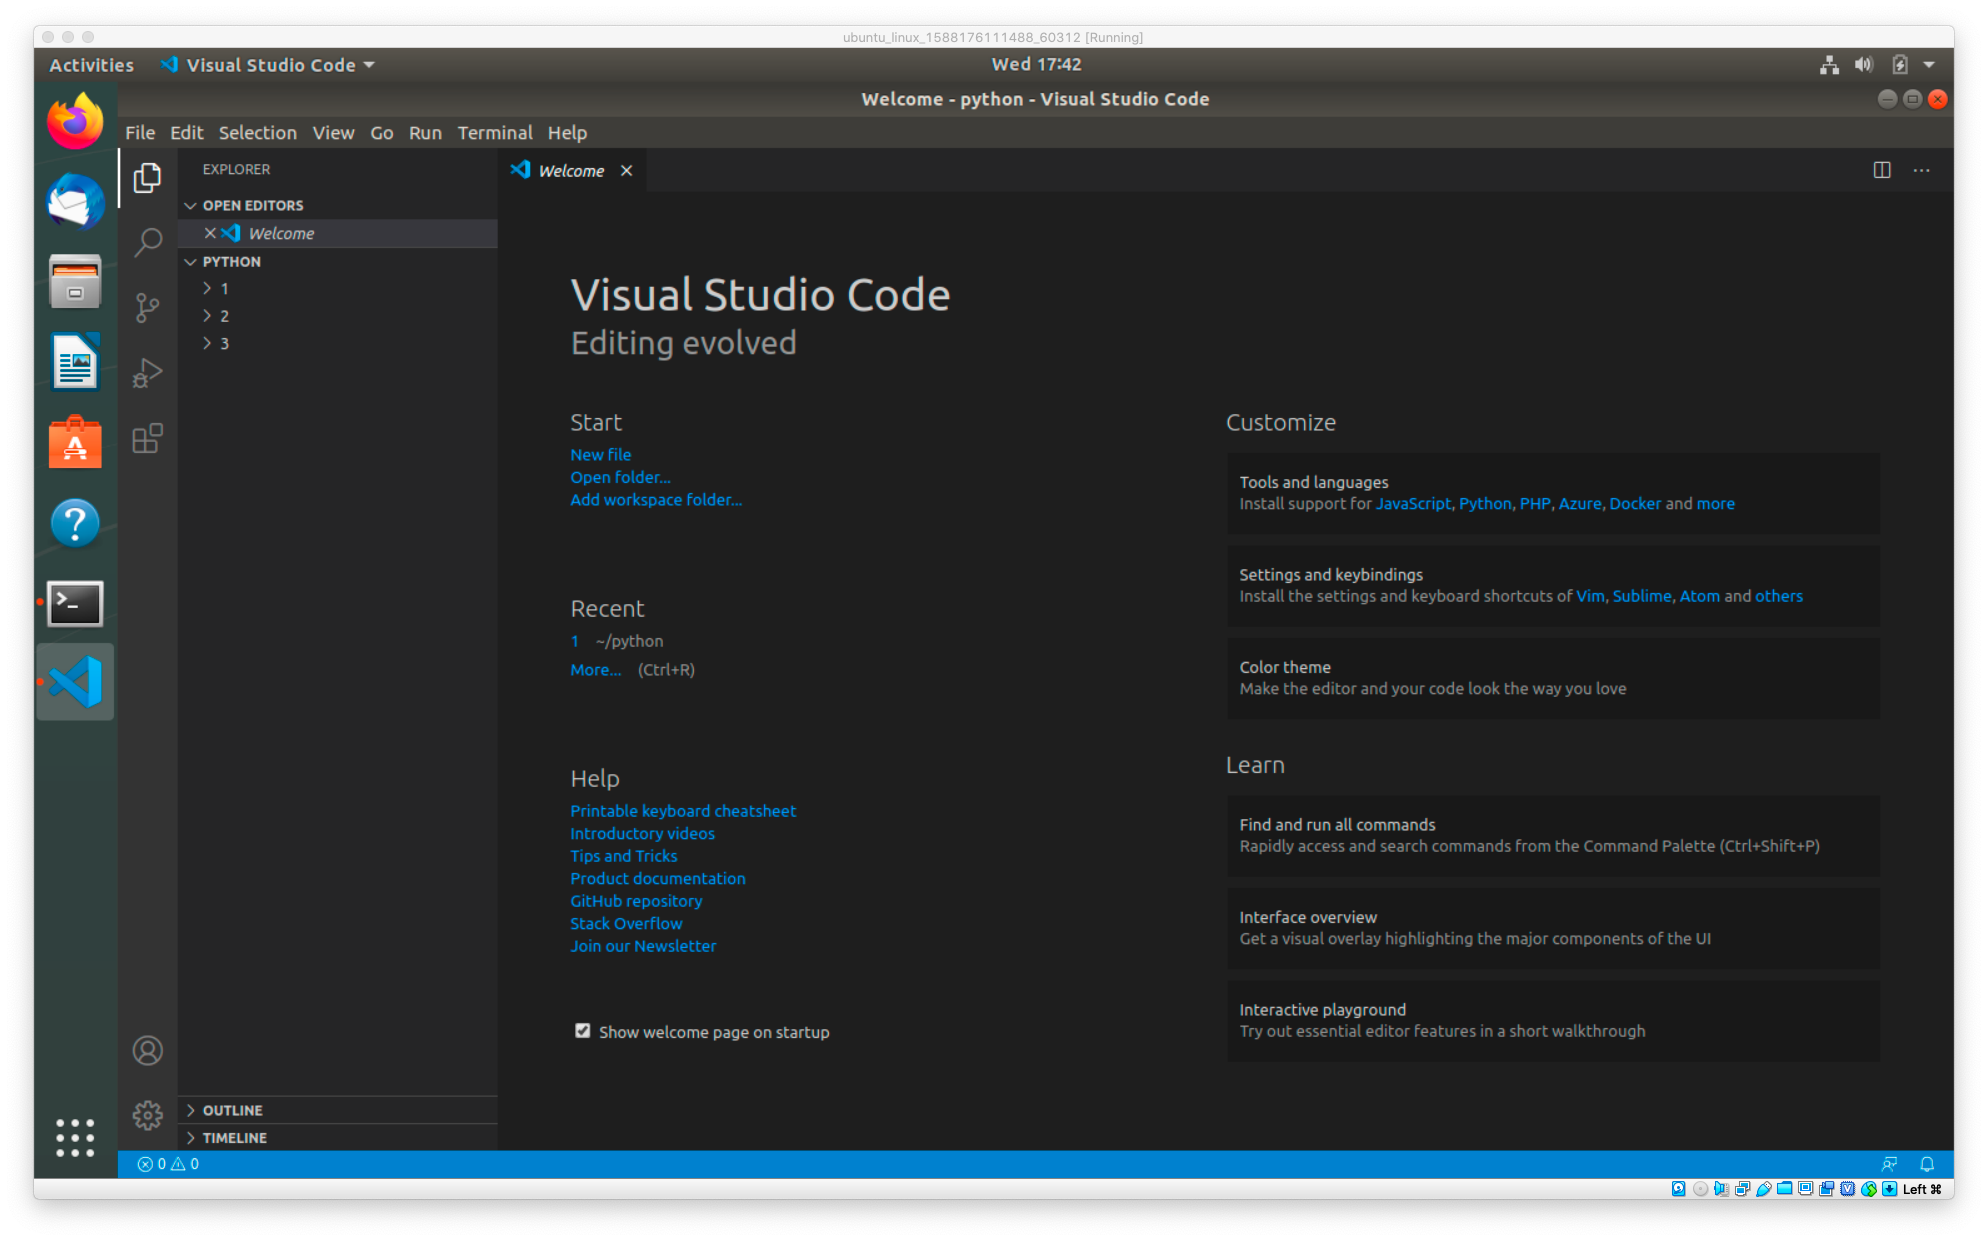 ubuntu_linux_1588176111488_60312 [Running]
Activities Visual Studio Code Wed 17:42
Welcome - python - Visual Studio Code
File Edit Selection View Go Run Terminal Help
EXPLORER
OPEN EDITORS
Welcome
PYTHON
1
2
3
OUTLINE
TIMELINE
Welcome
Visual Studio Code
Editing evolved
Start
New file
Open folder...
Add workspace folder...
Recent
1 ~/python
More... (Ctrl+R)
Help
Printable keyboard cheatsheet
Introductory videos
Tips and Tricks
Product documentation
GitHub repository
Stack Overflow
Join our Newsletter
Show welcome page on startup
Customize
Tools and languages
Install support for JavaScript, Python, PHP, Azure, Docker and more
Settings and keybindings
Install the settings and keyboard shortcuts of Vim, Sublime, Atom and others
Color theme
Make the editor and your code look the way you love
Learn
Find and run all commands
Rapidly access and search commands from the Command Palette (Ctrl+Shift+P)
Interface overview
Get a visual overlay highlighting the major components of the UI
Interactive playground
Try out essential editor features in a short walkthrough
0 0
Left ⌘